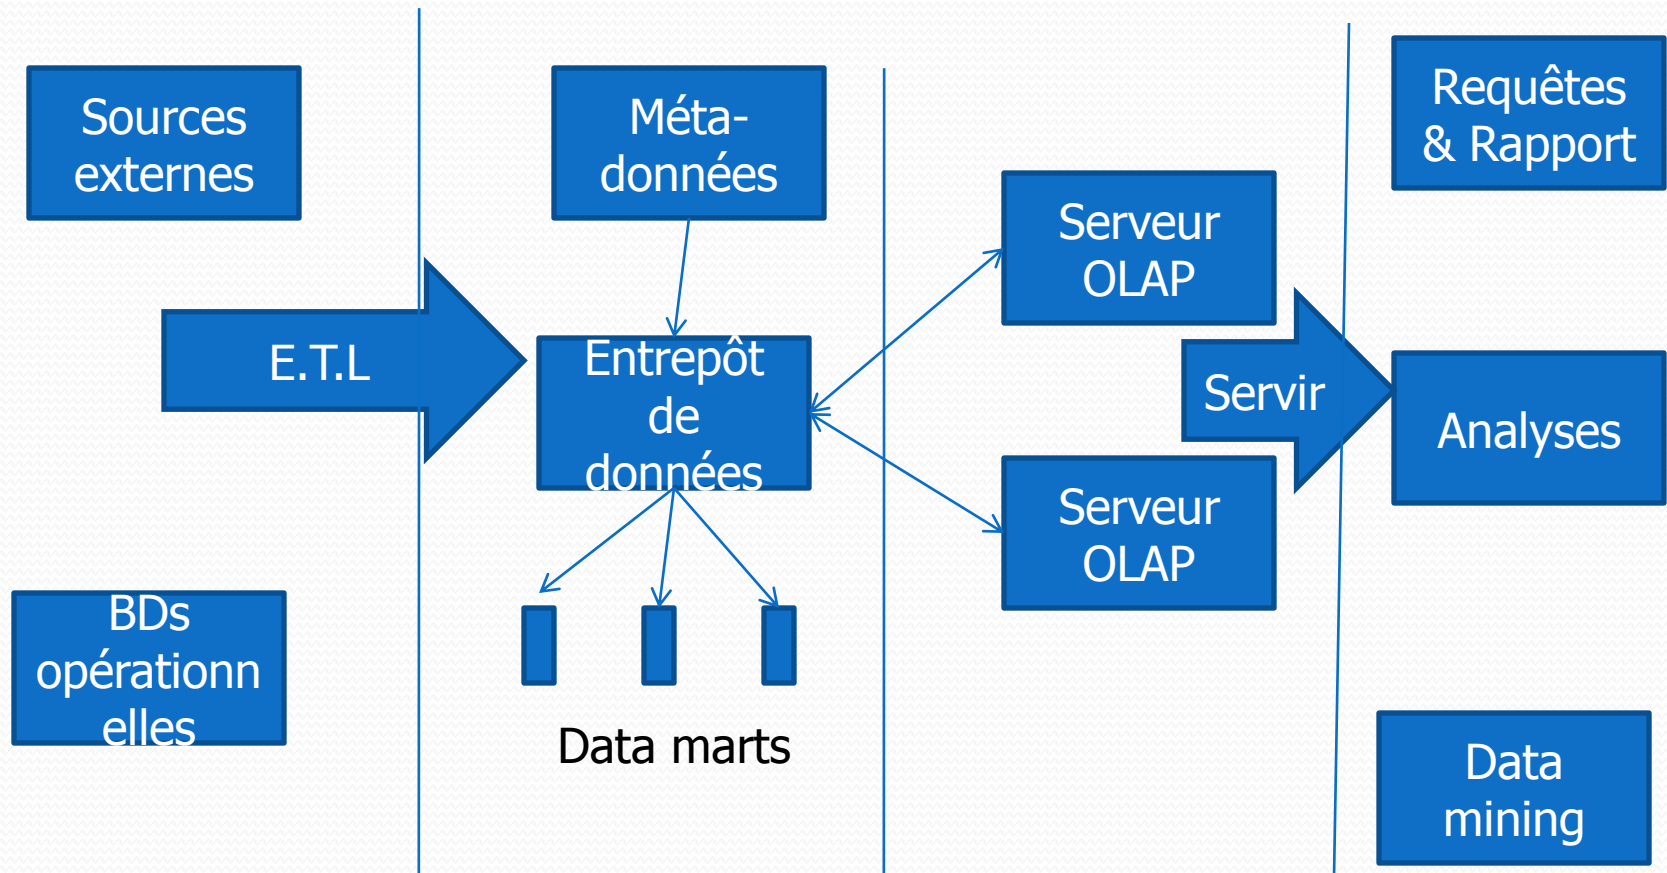 Sources
externes
BDs
opérationn
elles
E.T.L
Méta-
données
Entrepôt
de
données
Data marts
Serveur
OLAP
Serveur
OLAP
Servir
Requêtes
& Rapport
Analyses
Data
mining